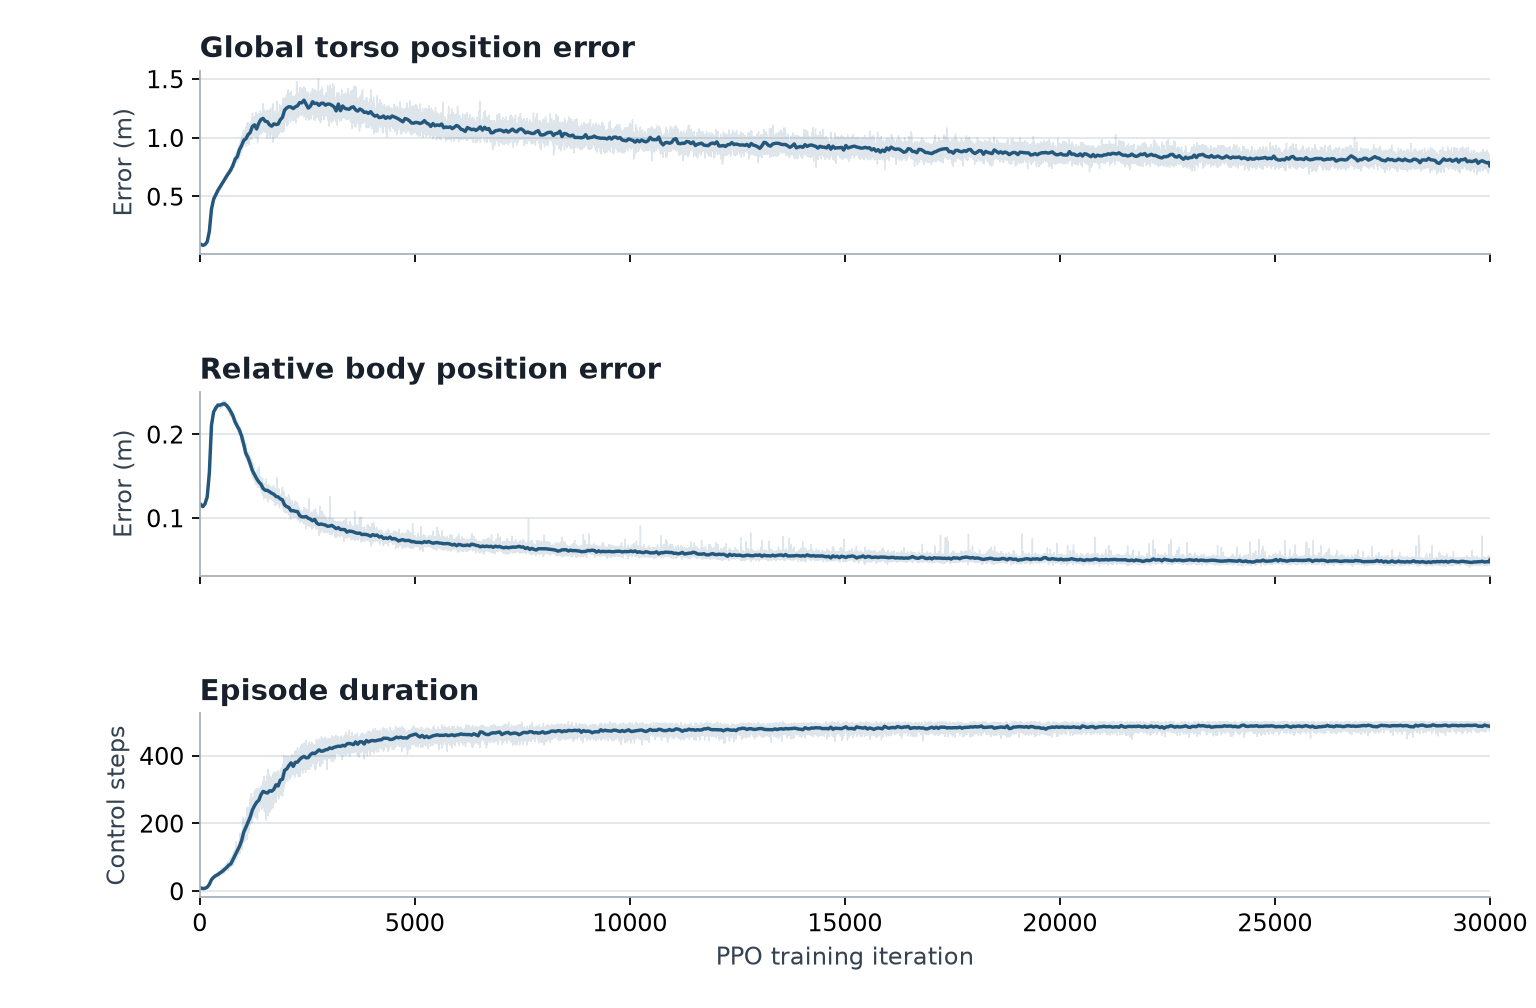 Global torso position error
Error (m)
1.5
1.0
0.5
Relative body position error
Error (m)
0.2
0.1
Episode duration
Control steps
400
200
0
0 5000 10000 15000 20000 25000 30000
PPO training iteration